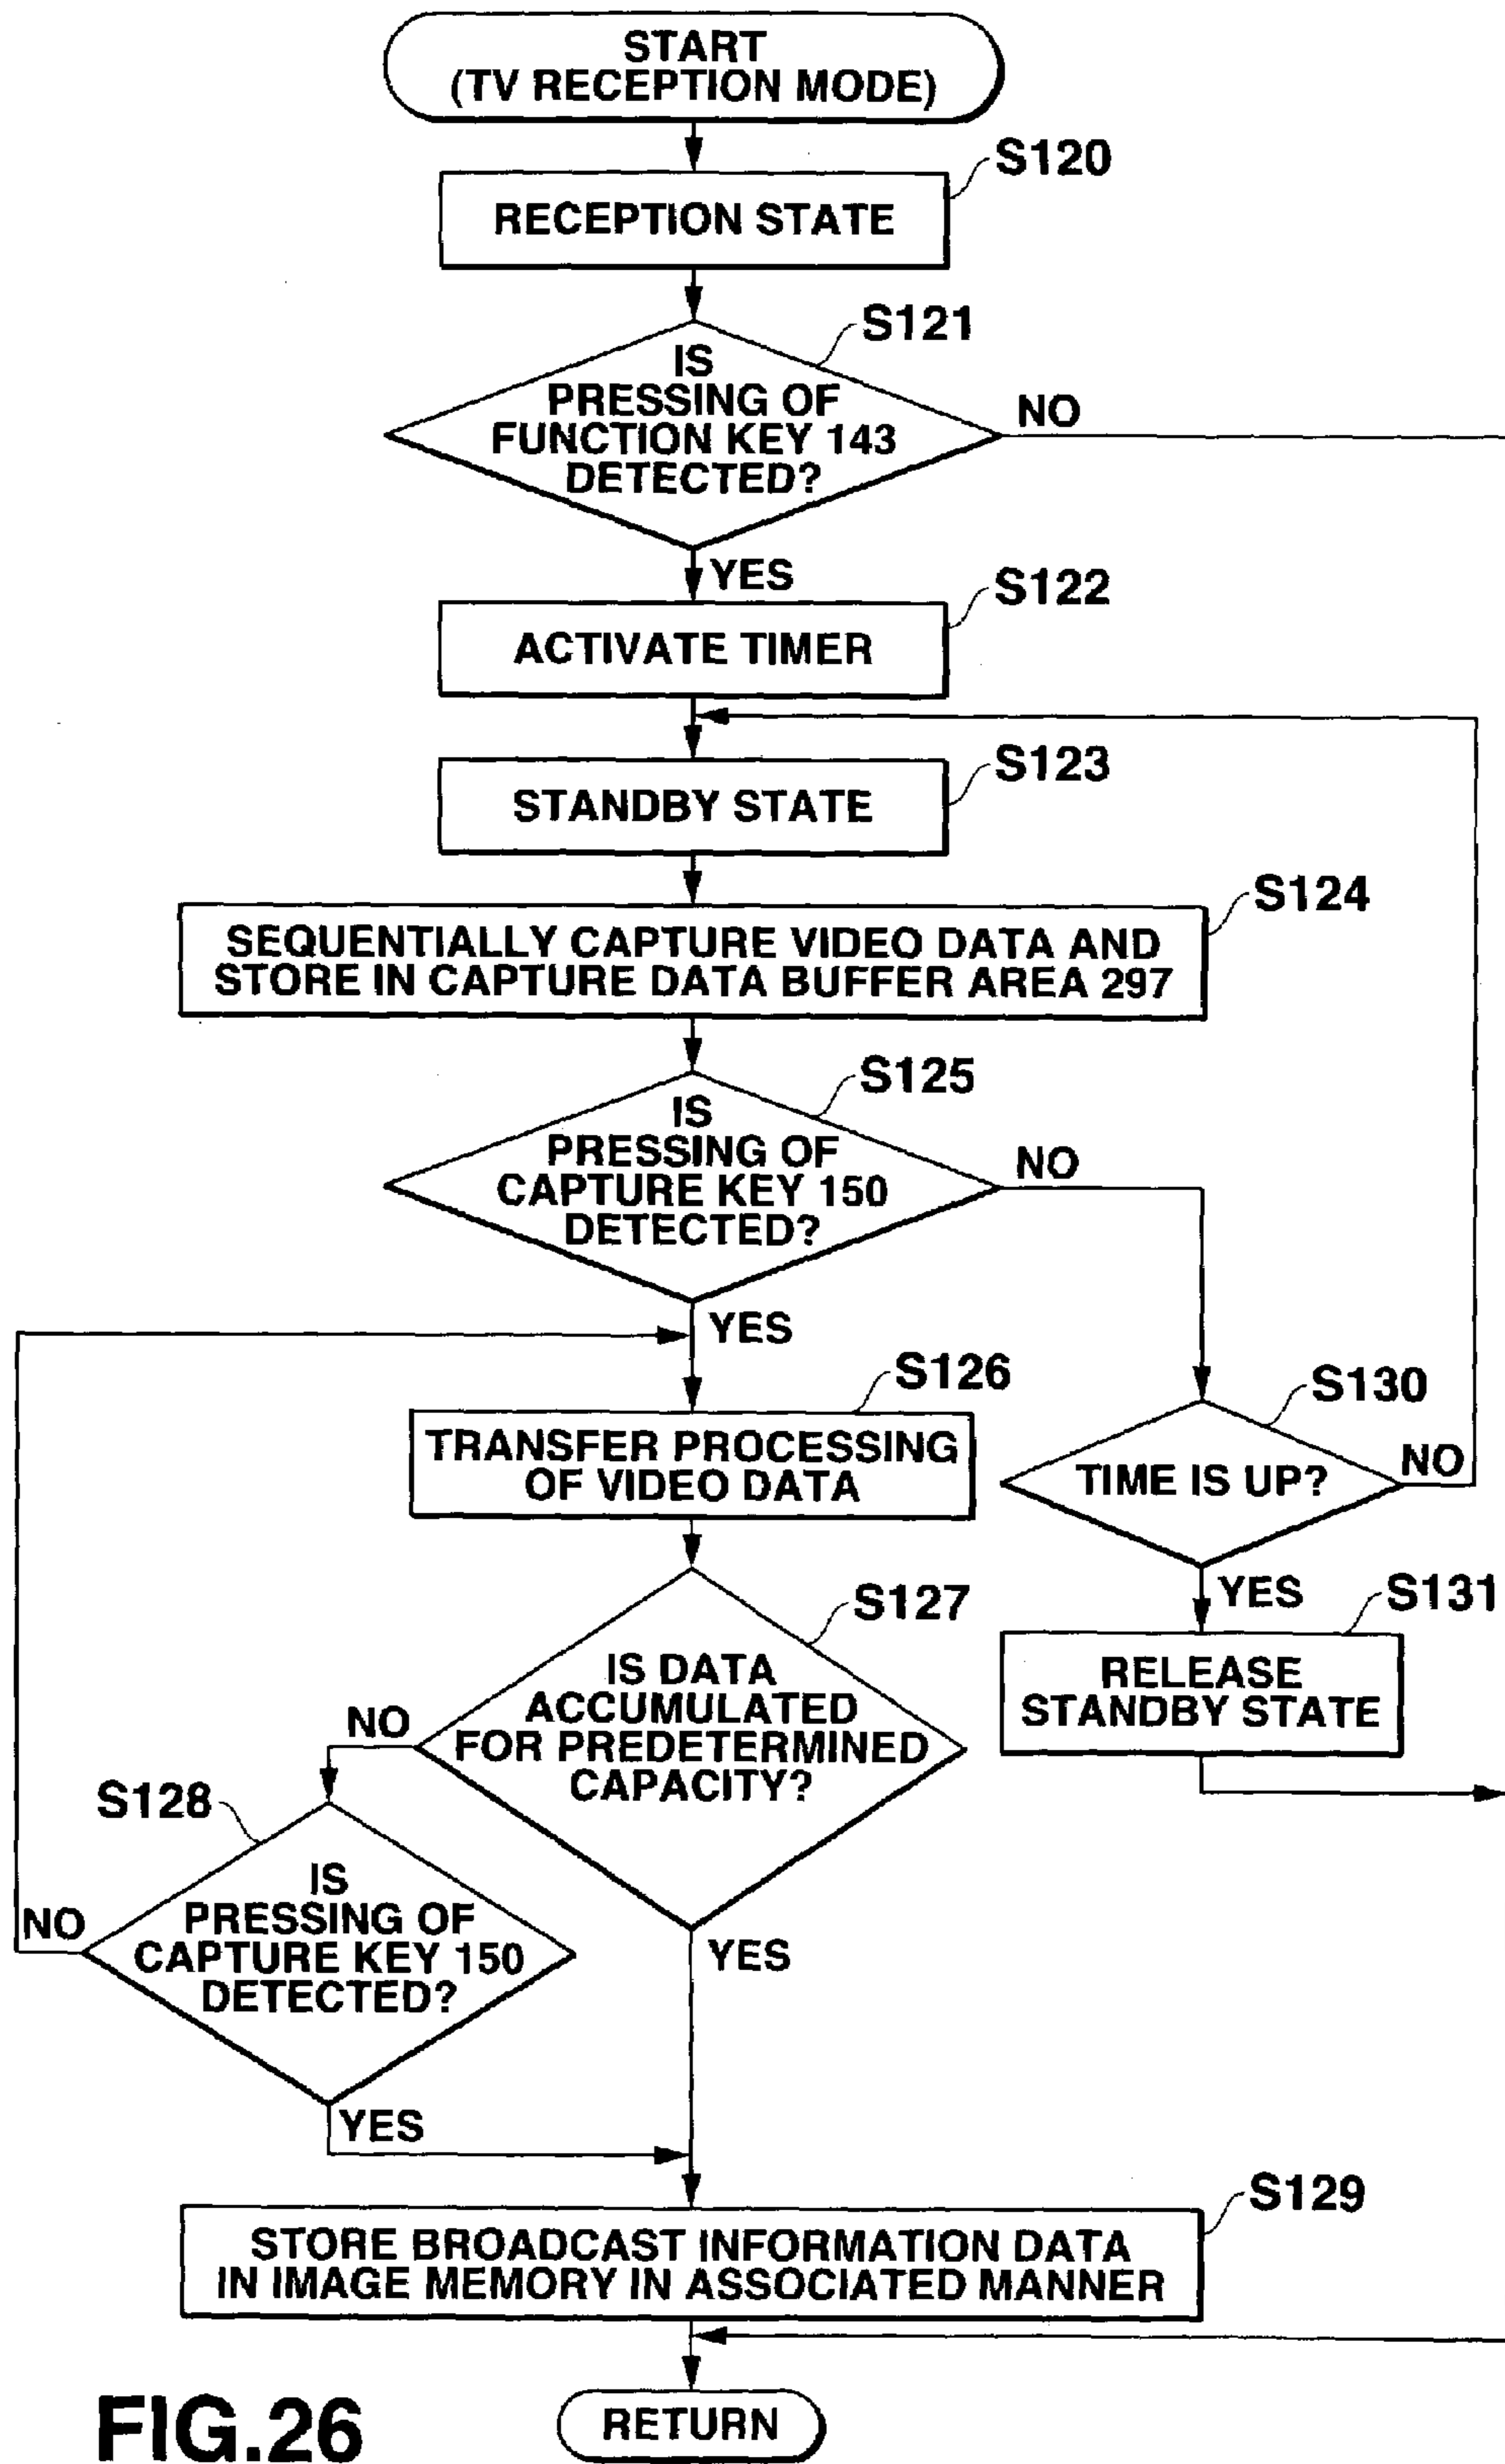 START
(TV RECEPTION MODE)
S120
RECEPTION STATE
S121
IS
PRESSING OF
FUNCTION KEY 143
DETECTED?
NO
YES
S122
ACTIVATE TIMER
S123
STANDBY STATE
S124
SEQUENTIALLY CAPTURE VIDEO DATA AND
STORE IN CAPTURE DATA BUFFER AREA 297
S125
IS
PRESSING OF
CAPTURE KEY 150
DETECTED?
NO
YES
S126
TRANSFER PROCESSING
OF VIDEO DATA
S130
TIME IS UP?
NO
YES
S131
RELEASE
STANDBY STATE
S127
IS DATA
ACCUMULATED
FOR PREDETERMINED
CAPACITY?
NO
YES
S128
IS
PRESSING OF
CAPTURE KEY 150
DETECTED?
NO
YES
S129
STORE BROADCAST INFORMATION DATA
IN IMAGE MEMORY IN ASSOCIATED MANNER
RETURN
FIG.26